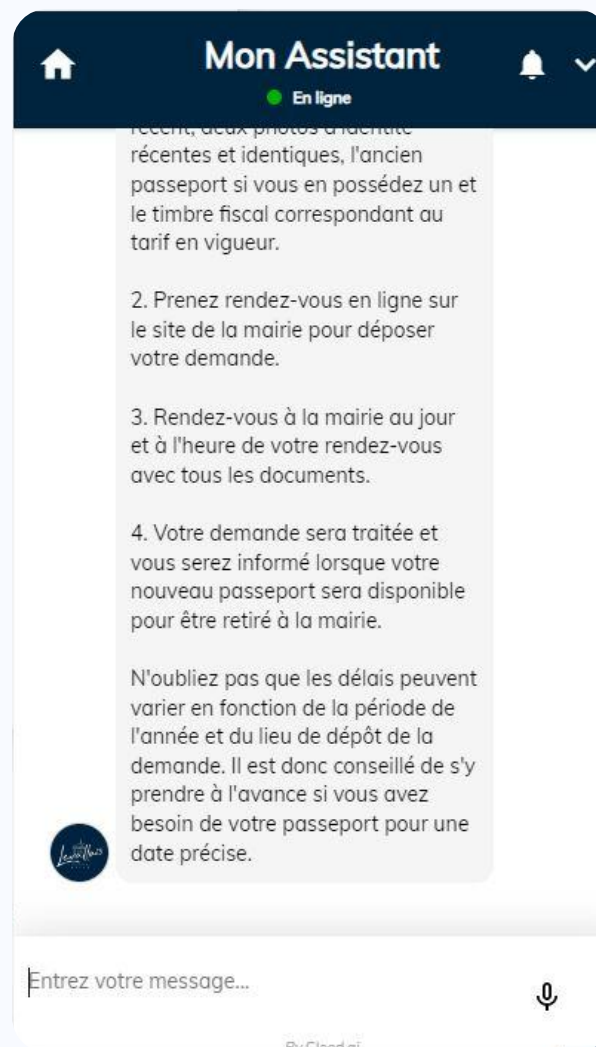 Mon Assistant
En ligne
récent, deux photos d'identité
récentes et identiques, l'ancien
passeport si vous en possédez un et
le timbre fiscal correspondant au
tarif en vigueur.
2. Prenez rendez-vous en ligne sur
le site de la mairie pour déposer
votre demande.
3. Rendez-vous à la mairie au jour
et à l'heure de votre rendez-vous
avec tous les documents.
4. Votre demande sera traitée et
vous serez informé lorsque votre
nouveau passeport sera disponible
pour être retiré à la mairie.
N'oubliez pas que les délais peuvent
varier en fonction de la période de
l'année et du lieu de dépôt de la
demande. Il est donc conseillé de s'y
prendre à l'avance si vous avez
besoin de votre passeport pour une
date précise.
Entrez votre message...